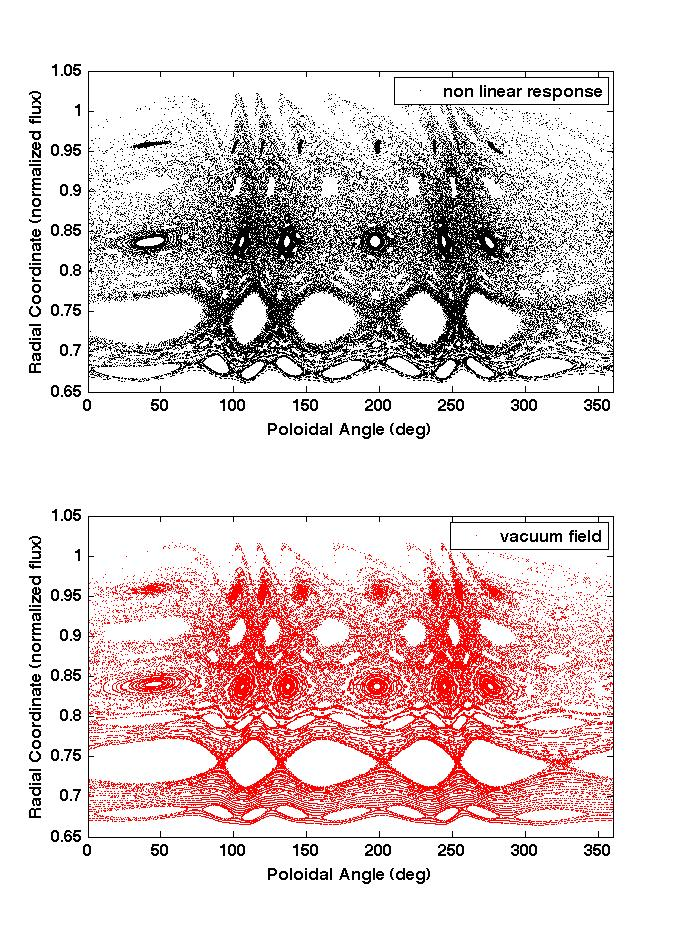 1.05
non linear response
1
0.95
0.9
0.85
0.8
0.75
0.7
0.65
Radial Coordinate (normalized flux)
0 50 100 150 200 250 300 350
Poloidal Angle (deg)
1.05
vacuum field
1
0.95
0.9
0.85
0.8
0.75
0.7
0.65
Radial Coordinate (normalized flux)
0 50 100 150 200 250 300 350
Poloidal Angle (deg)